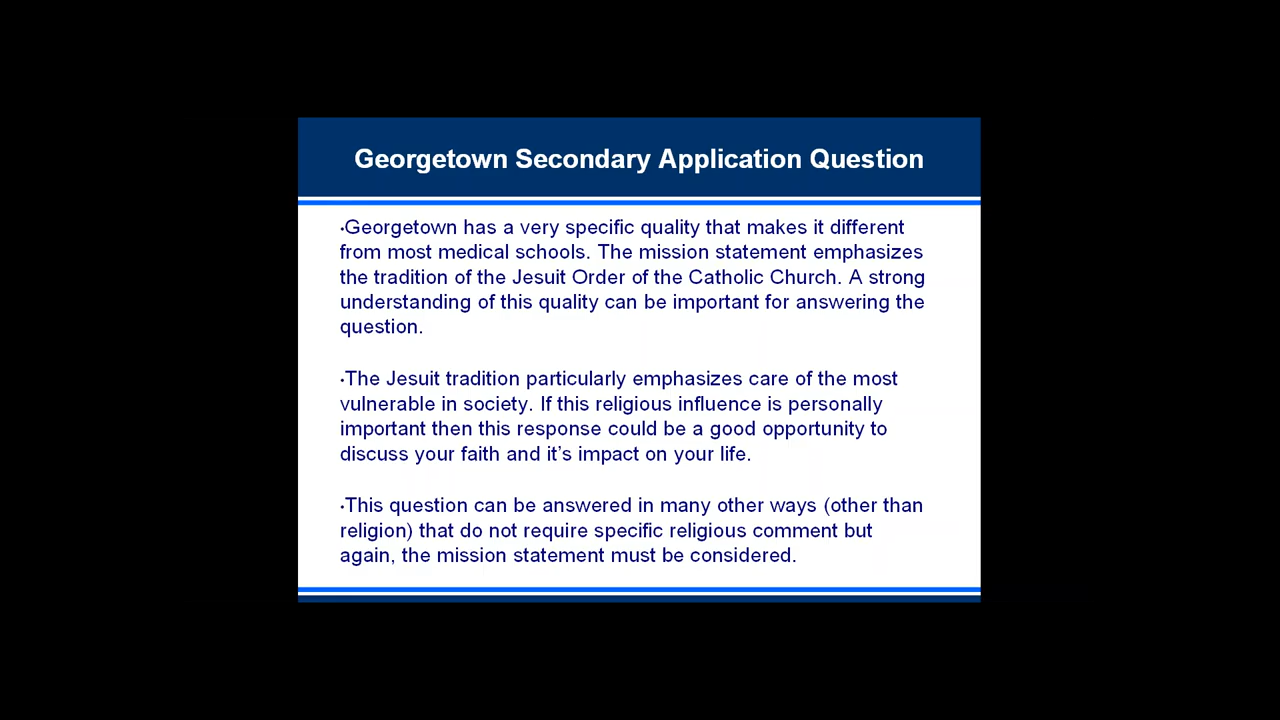 Georgetown Secondary Application Question
•Georgetown has a very specific quality that makes it different
from most medical schools. The mission statement emphasizes
the tradition of the Jesuit Order of the Catholic Church. A strong
understanding of this quality can be important for answering the
question.
•The Jesuit tradition particularly emphasizes care of the most
vulnerable in society. If this religious influence is personally
important then this response could be a good opportunity to
discuss your faith and it’s impact on your life.
•This question can be answered in many other ways (other than
religion) that do not require specific religious comment but
again, the mission statement must be considered.